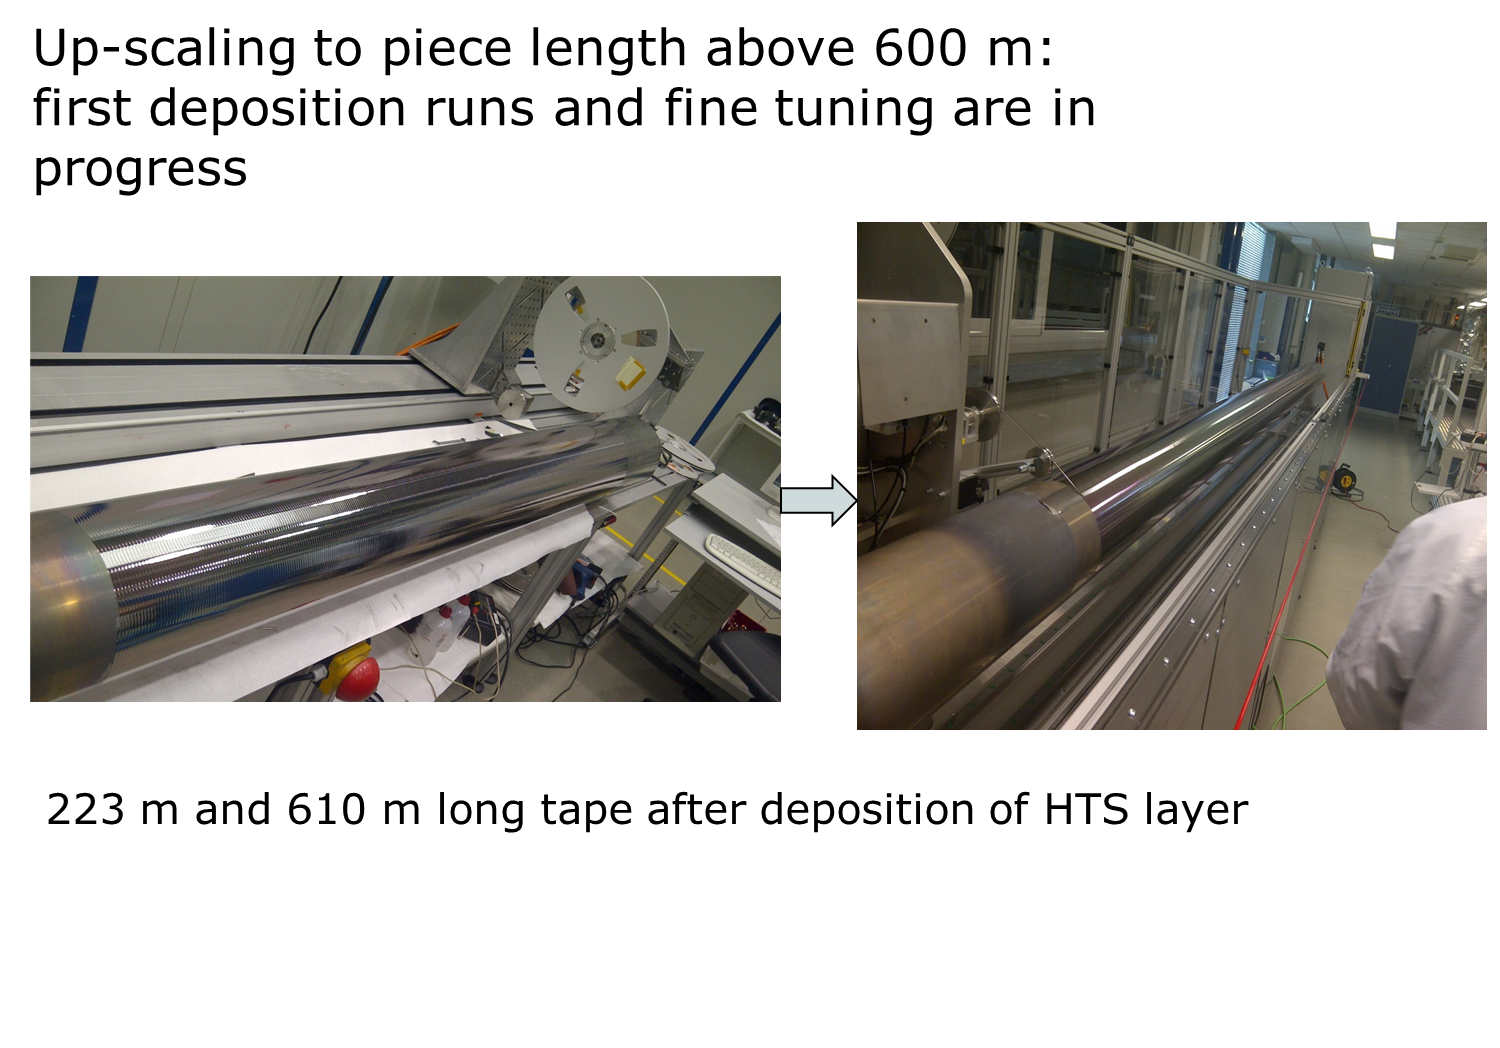 Up-scaling to piece length above 600 m:
first deposition runs and fine tuning are in
progress
223 m and 610 m long tape after deposition of HTS layer